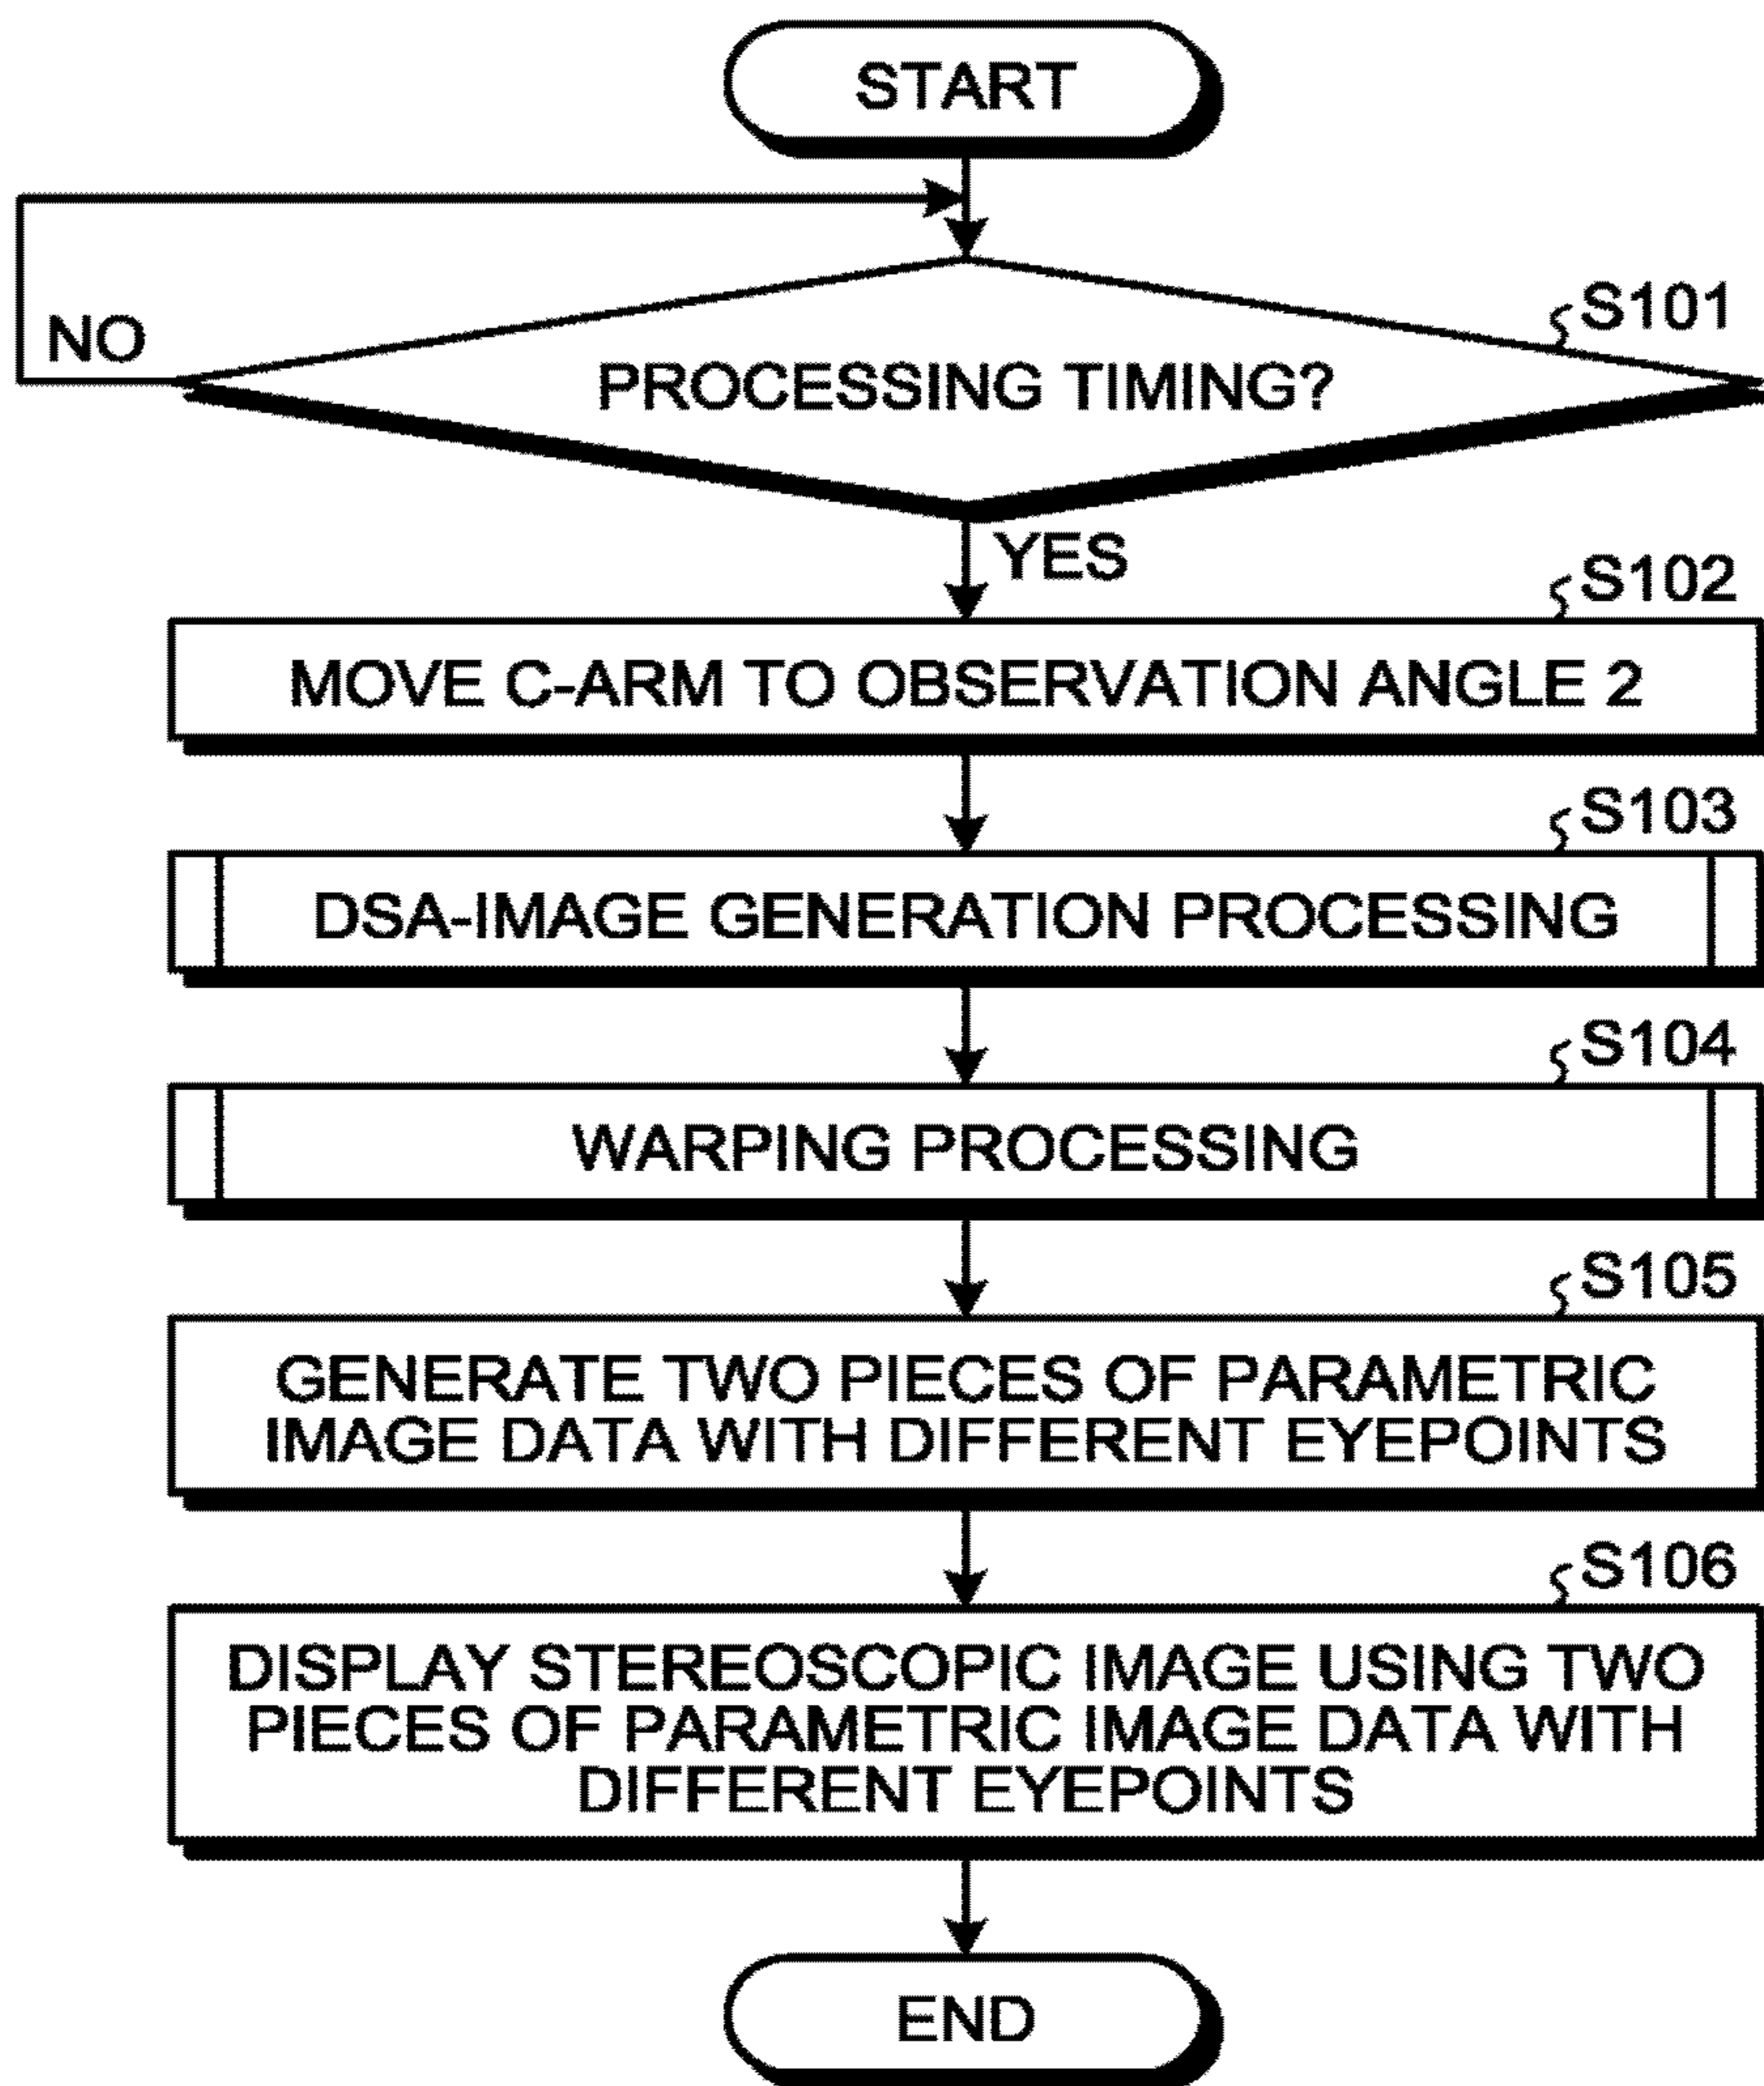 START
S101
NO
PROCESSING TIMING?
YES
S102
MOVE C-ARM TO OBSERVATION ANGLE 2
S103
DSA-IMAGE GENERATION PROCESSING
S104
WARPING PROCESSING
S105
GENERATE TWO PIECES OF PARAMETRIC
IMAGE DATA WITH DIFFERENT EYEPOINTS
S106
DISPLAY STEREOSCOPIC IMAGE USING TWO
PIECES OF PARAMETRIC IMAGE DATA WITH
DIFFERENT EYEPOINTS
END